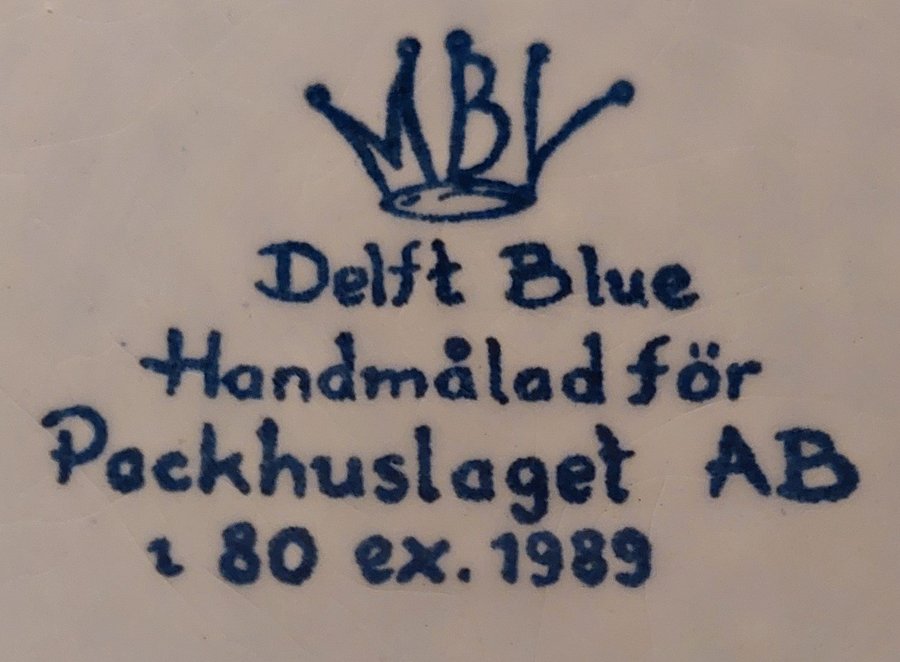 MBL
Delft Blue
Handmålad för
Packhuslaget AB
i 80 ex. 1989